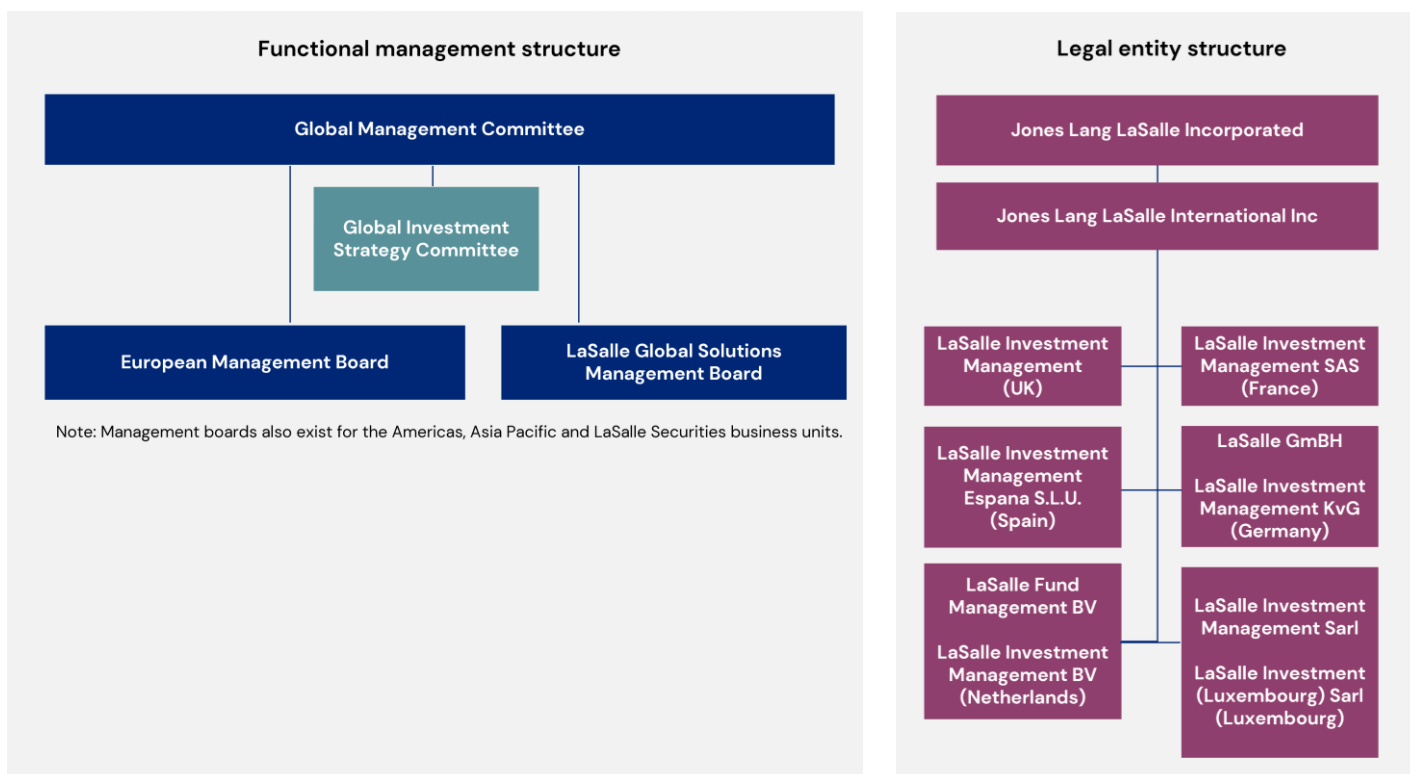 Functional management structure
Global Management Committee
Global Investment
Strategy Committee
European Management Board
LaSalle Global Solutions
Management Board
Note: Management boards also exist for the Americas, Asia Pacific and LaSalle Securities business units.
Legal entity structure
Jones Lang LaSalle Incorporated
Jones Lang LaSalle International Inc
LaSalle Investment
Management
(UK)
LaSalle Investment
Management SAS
(France)
LaSalle Investment
Management
Espana S.L.U.
(Spain)
LaSalle GmBH
LaSalle Investment
Management KvG
(Germany)
LaSalle Fund
Management BV
LaSalle Investment
Management BV
(Netherlands)
LaSalle Investment
Management Sarl
LaSalle Investment
(Luxembourg) Sarl
(Luxembourg)